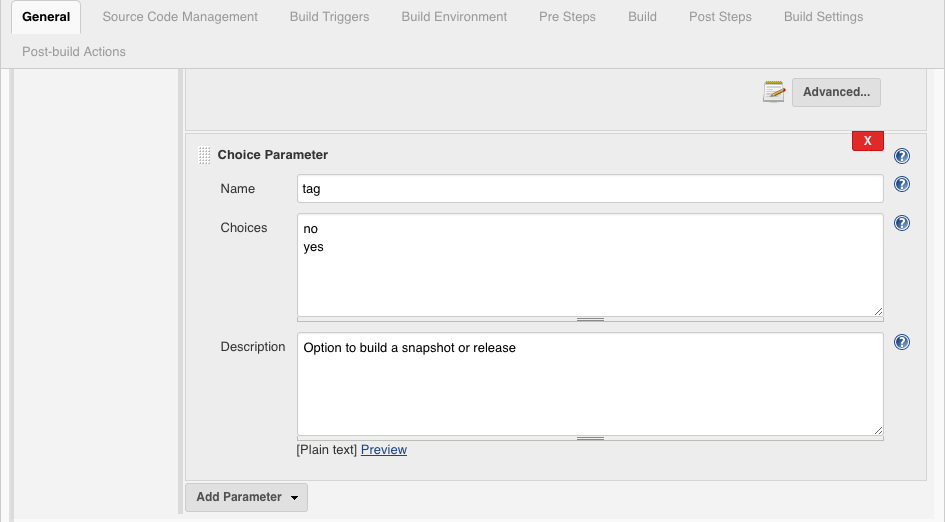 General Source Code Management Build Triggers Build Environment Pre Steps Build Post Steps Build Settings
Post-build Actions
Advanced...
X
Choice Parameter
Name tag
Choices no
yes
Description Option to build a snapshot or release
[Plain text] Preview
Add Parameter